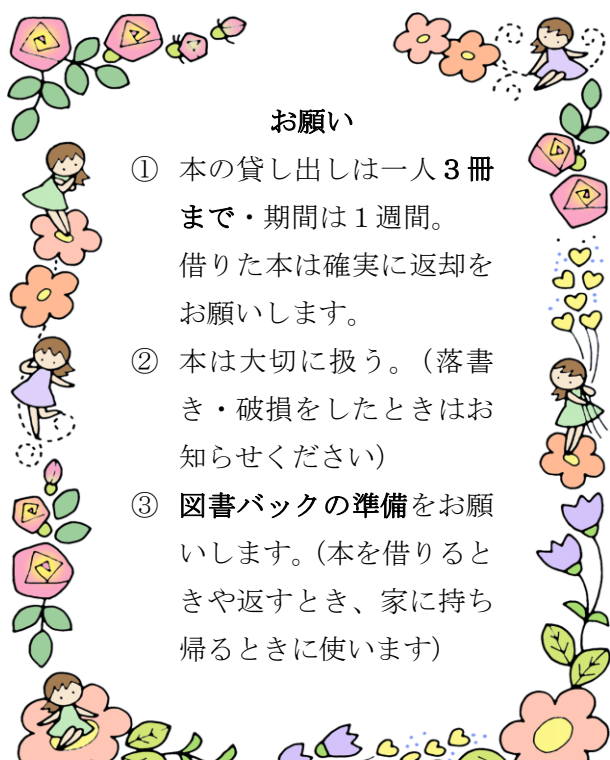 お願い
① 本の貸し出しは一人３冊
まで・期間は１週間。
借りた本は確実に返却を
お願いします。
② 本は大切に扱う。（落書
き・破損をしたときはお
知らせください）
③ 図書バックの準備をお願
いします。（本を借りると
きや返すとき、家に持ち
帰るときに使います）